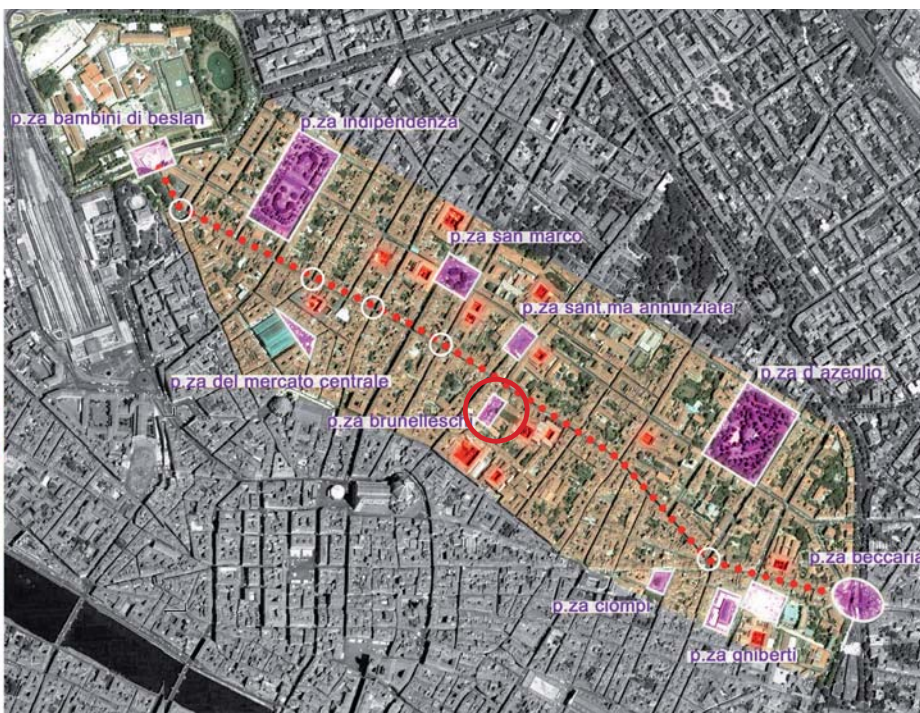 p.za bambini di beslan
p.za indipendenza
p.za san marco
p.za sant.ma annunziata
p.za del mercato centrale
p.za d'azeglio
p.za brunelleschi
p.za beccaria
p.za ciompi
p.za ghiberti